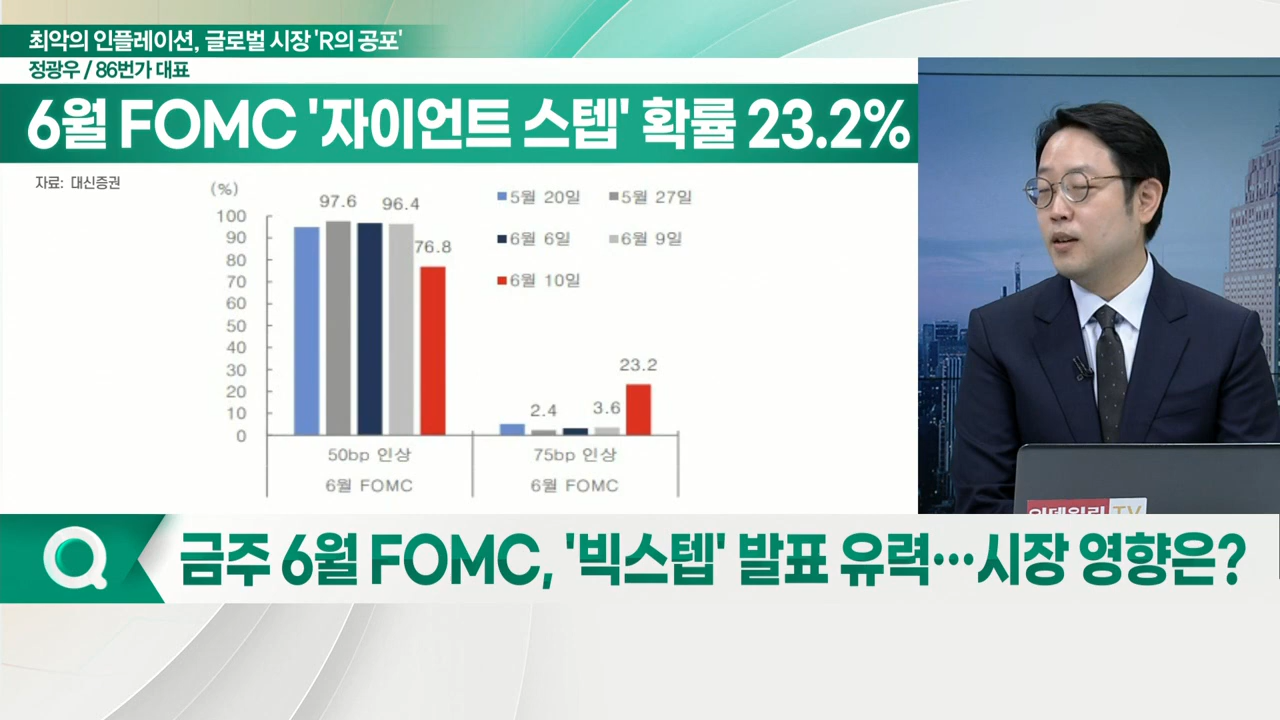 최악의 인플레이션, 글로벌 시장 'R의 공포'
정광우 / 86번가 대표
6월 FOMC '자이언트 스텝' 확률 23.2%
자료: 대신증권
(%)
100
90
80
70
60
50
40
30
20
10
0
97.6
96.4
76.8
2.4
3.6
23.2
5월 20일
5월 27일
6월 6일
6월 9일
6월 10일
50bp 인상
75bp 인상
6월 FOMC
6월 FOMC
이데일리TV
금주 6월 FOMC, '빅스텝' 발표 유력…시장 영향은?